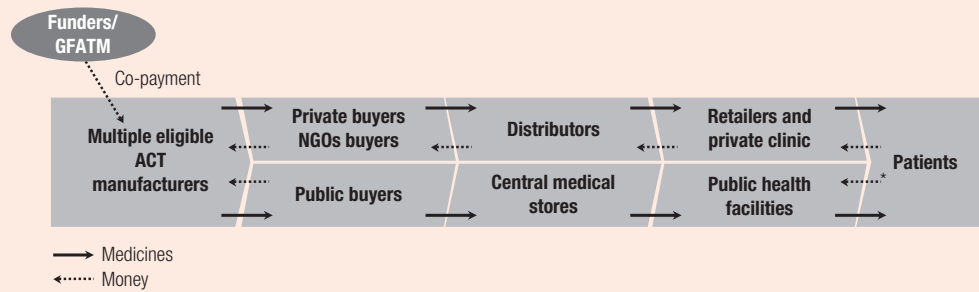 Funders/
GFATM
Co-payment
Multiple eligible
ACT
manufacturers
Private buyers
NGOs buyers
Distributors
Retailers and
private clinic
Patients
*
Public buyers
Central medical
stores
Public health
facilities
Medicines
Money